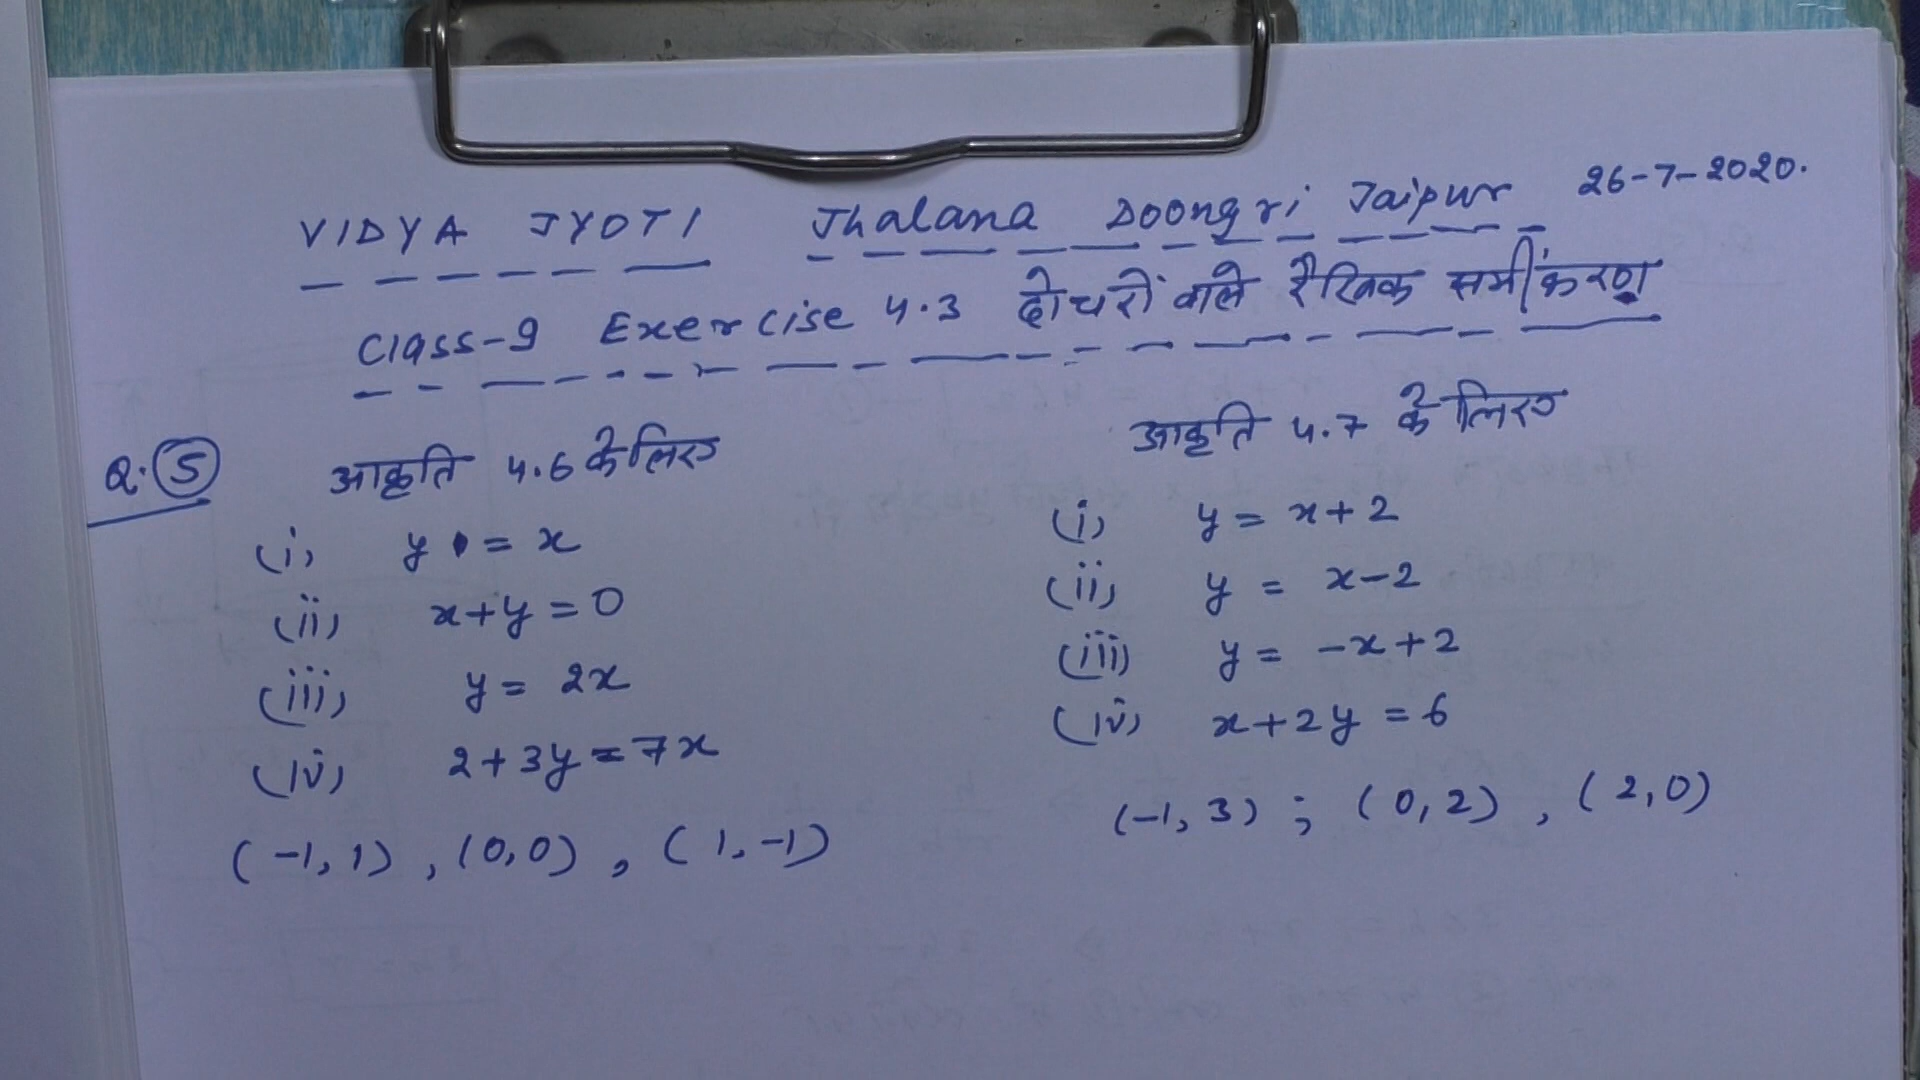 VIDYA JYOTI Jhalana Doongri Jaipur 26-7-2020.
Class-9 Exercise 4.3 दो चरों वाले रैखिक समीकरण
Q.(5) आकृति 4.6 के लिए
(i) y = x
(ii) x+y=0
(iii) y = 2x
(iv) 2+3y=7x
(-1,1), (0,0), (1,-1)
आकृति 4.7 के लिए
(i) y = x+2
(ii) y = x-2
(iii) y = -x+2
(iv) x+2y=6
(-1,3); (0,2), (2,0)